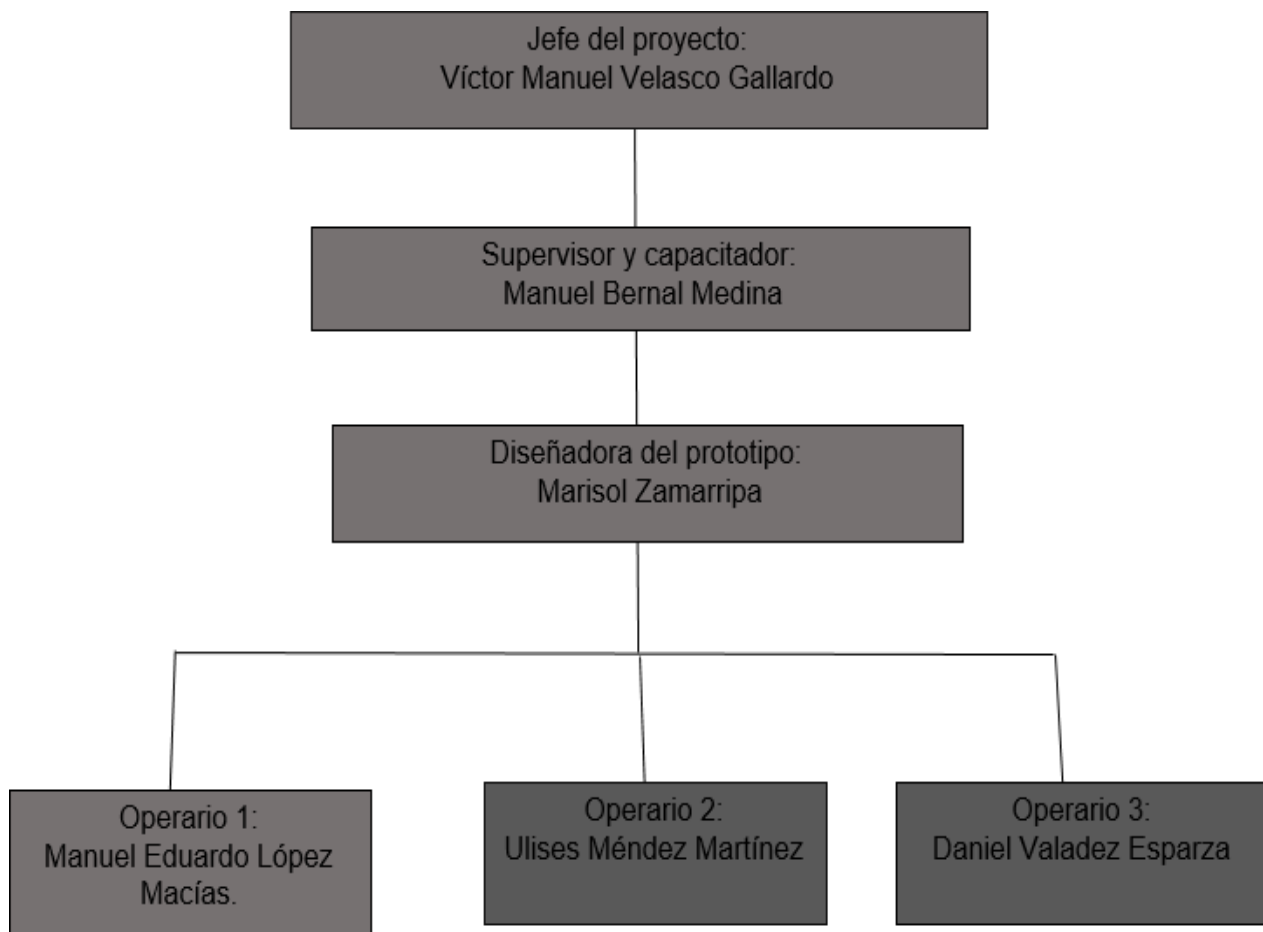 Jefe del proyecto:
Víctor Manuel Velasco Gallardo
Supervisor y capacitador:
Manuel Bernal Medina
Diseñadora del prototipo:
Marisol Zamarripa
Operario 1:
Manuel Eduardo López
Macías.
Operario 2:
Ulises Méndez Martínez
Operario 3:
Daniel Valadez Esparza